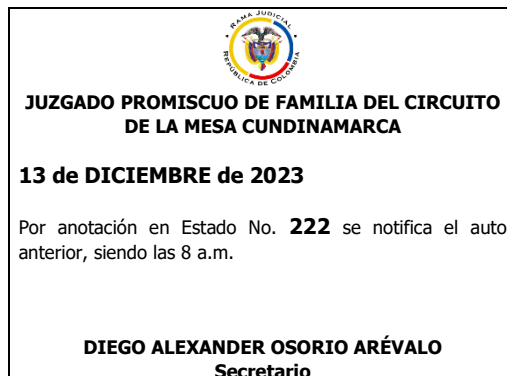 RAMA JUDICIAL
REPÚBLICA DE COLOMBIA
JUZGADO PROMISCUO DE FAMILIA DEL CIRCUITO
DE LA MESA CUNDINAMARCA
13 de DICIEMBRE de 2023
Por anotación en Estado No. 222 se notifica el auto
anterior, siendo las 8 a.m.
DIEGO ALEXANDER OSORIO ARÉVALO
Secretario